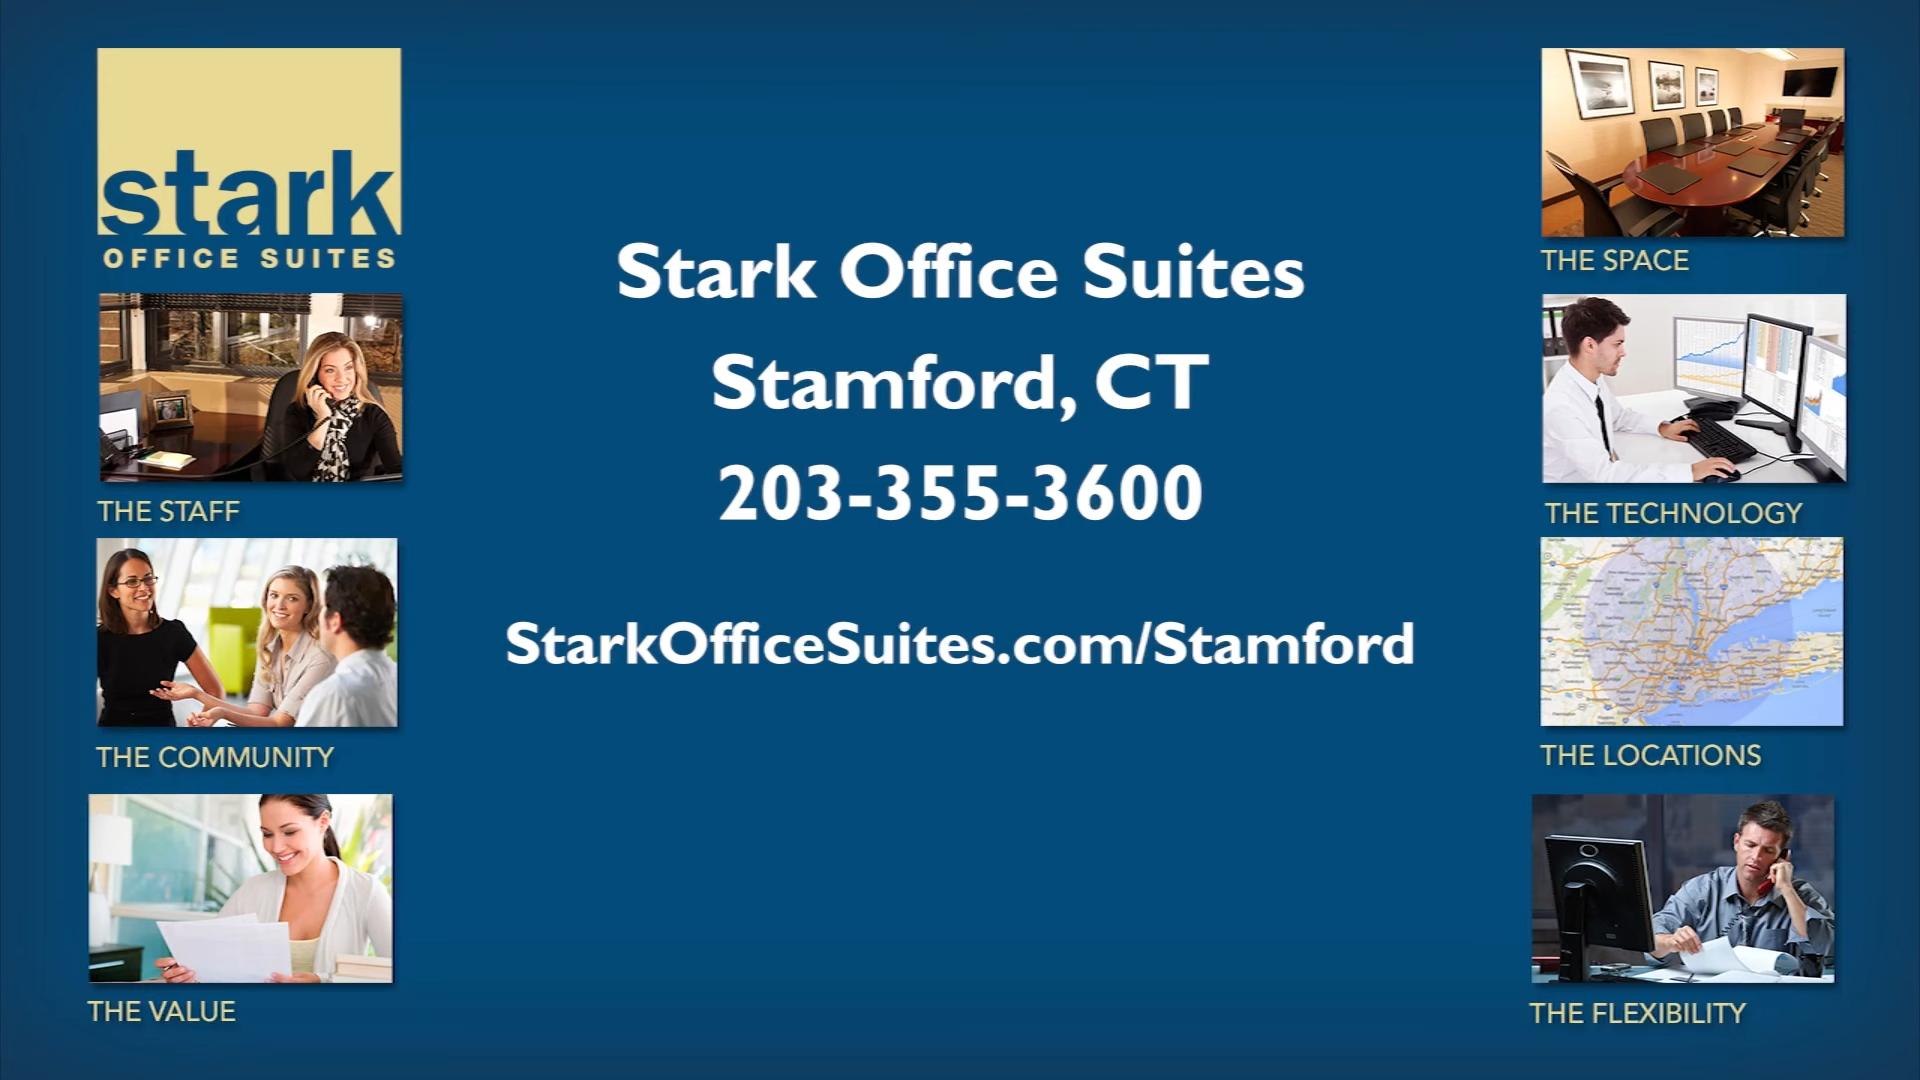 stark
OFFICE SUITES
THE STAFF
THE COMMUNITY
THE VALUE
Stark Office Suites
Stamford, CT
203-355-3600
StarkOfficeSuites.com/Stamford
THE SPACE
THE TECHNOLOGY
THE LOCATIONS
THE FLEXIBILITY